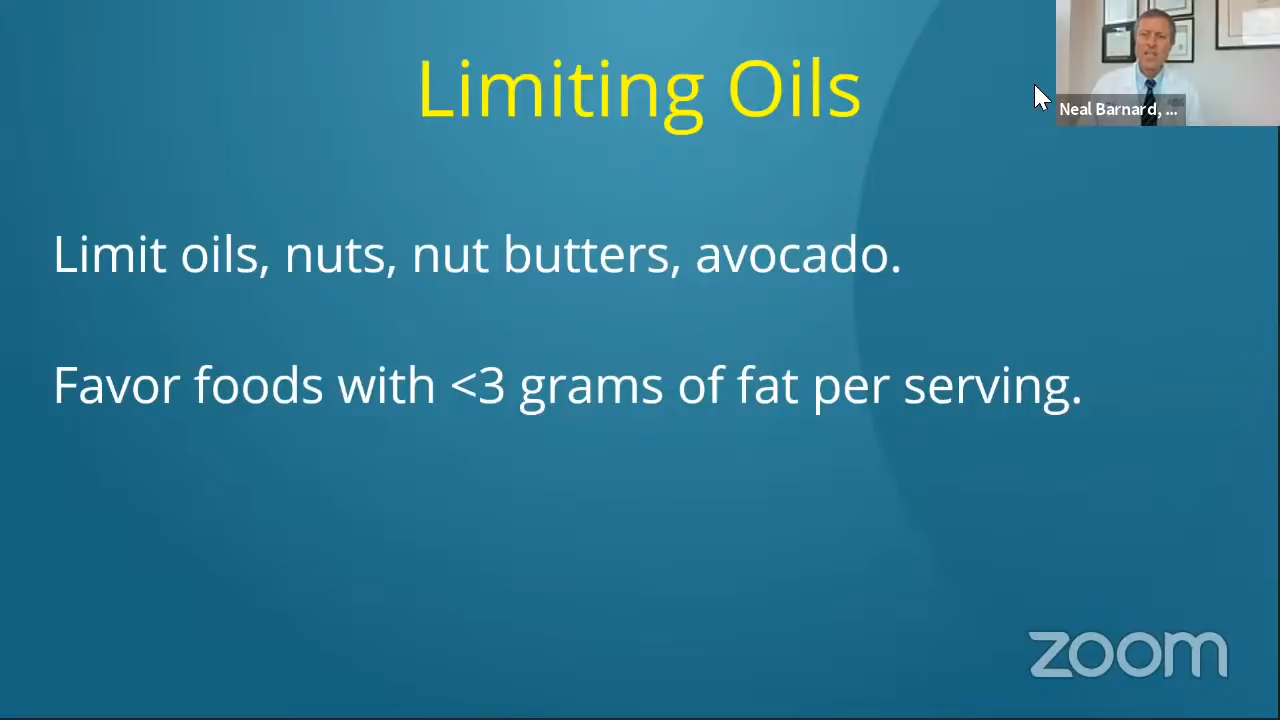 Limiting Oils
Neal Barnard, ...
Limit oils, nuts, nut butters, avocado.
Favor foods with <3 grams of fat per serving.
zoom